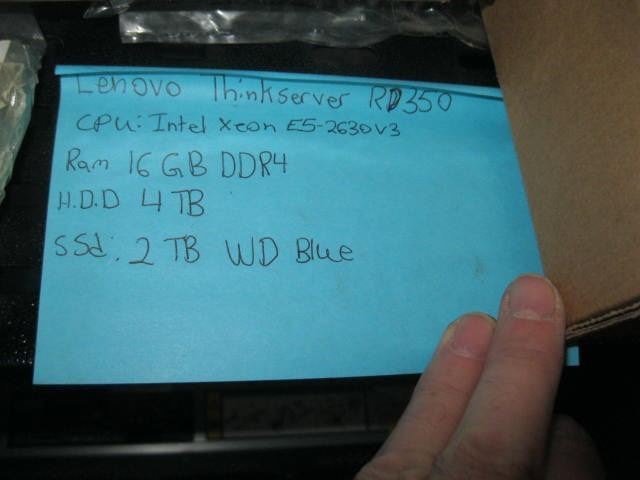 Lenovo Thinkserver RD350
CPU: Intel Xeon E5-2630V3
Ram 16 GB DDR4
H.D.D 4 TB
SSd: 2 TB WD Blue